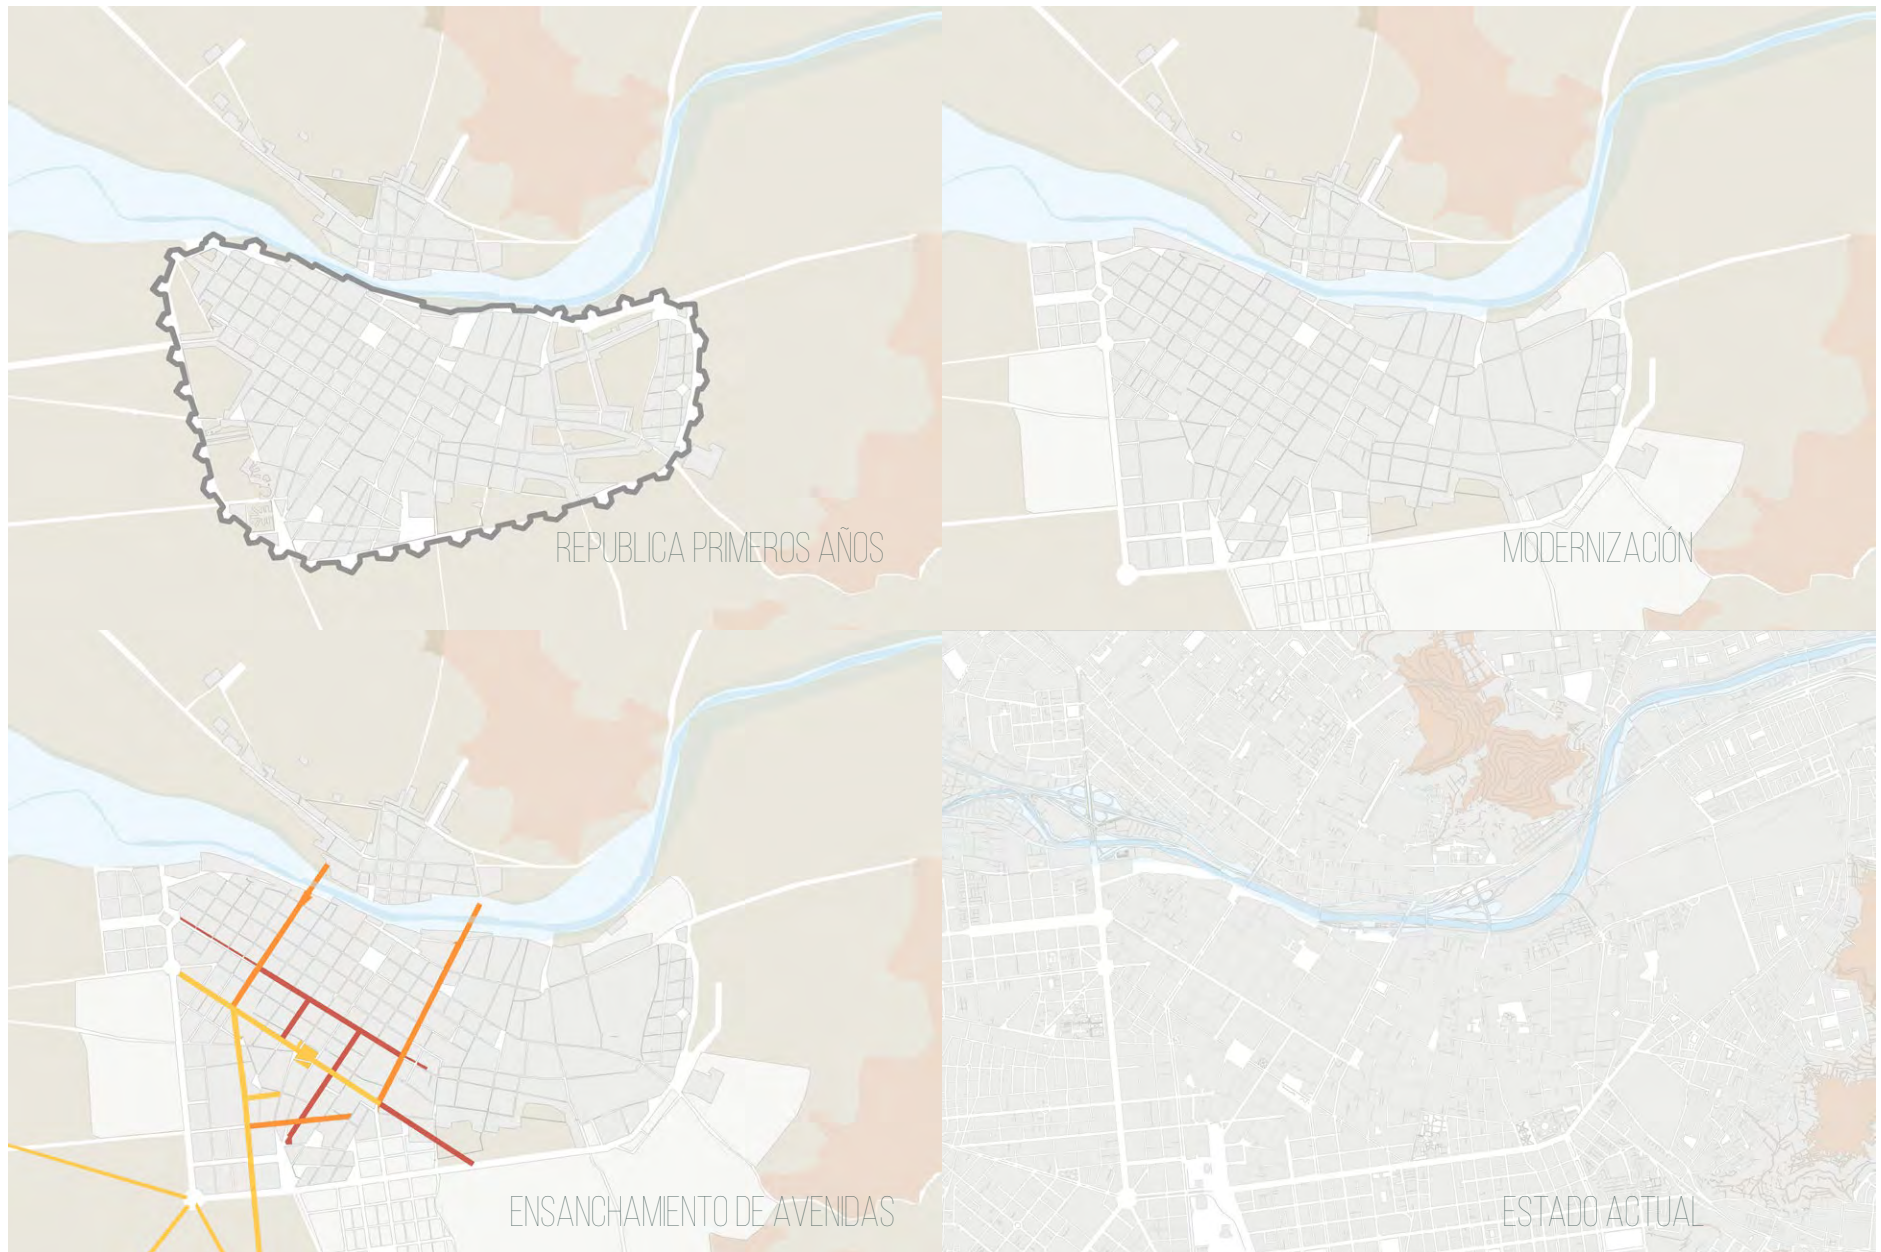 REPUBLICA PRIMEROS AÑOS
MODERNIZACIÓN
ENSANCHAMIENTO DE AVENIDAS
ESTADO ACTUAL